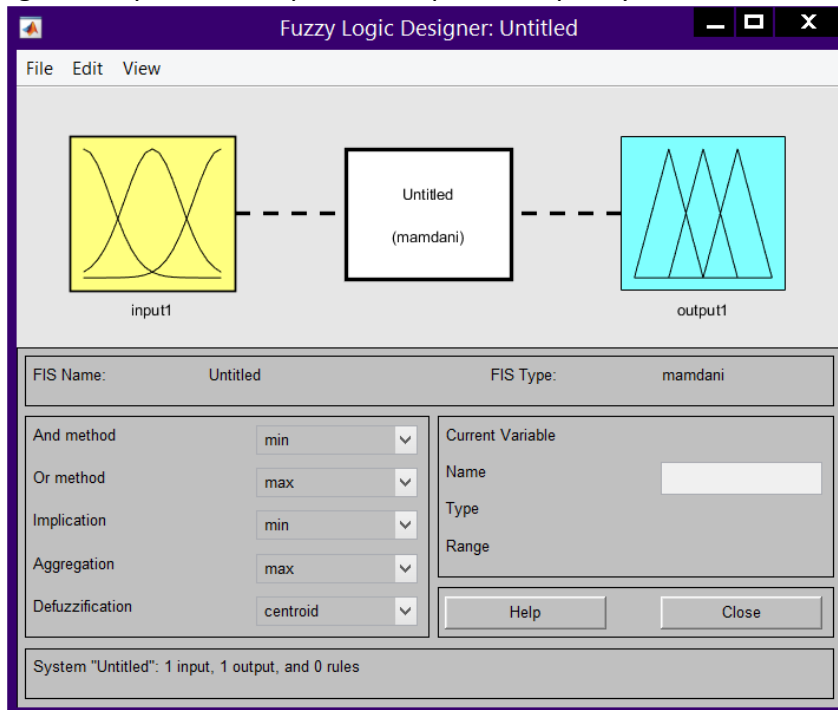 Fuzzy Logic Designer: Untitled
File Edit View
Untitled
(mamdani)
input1
output1
FIS Name: Untitled FIS Type: mamdani
And method min
Or method max
Implication min
Aggregation max
Defuzzification centroid
Current Variable
Name
Type
Range
Help Close
System "Untitled": 1 input, 1 output, and 0 rules